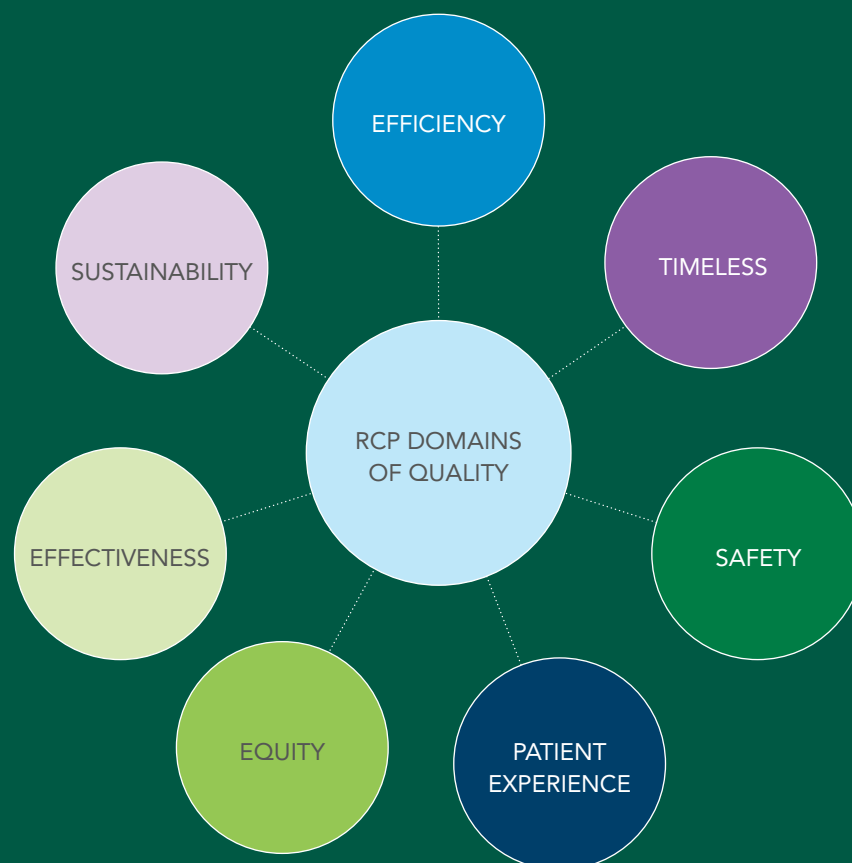 EFFICIENCY
TIMELESS
SUSTAINABILITY
RCP DOMAINS
OF QUALITY
SAFETY
EFFECTIVENESS
EQUITY
PATIENT
EXPERIENCE